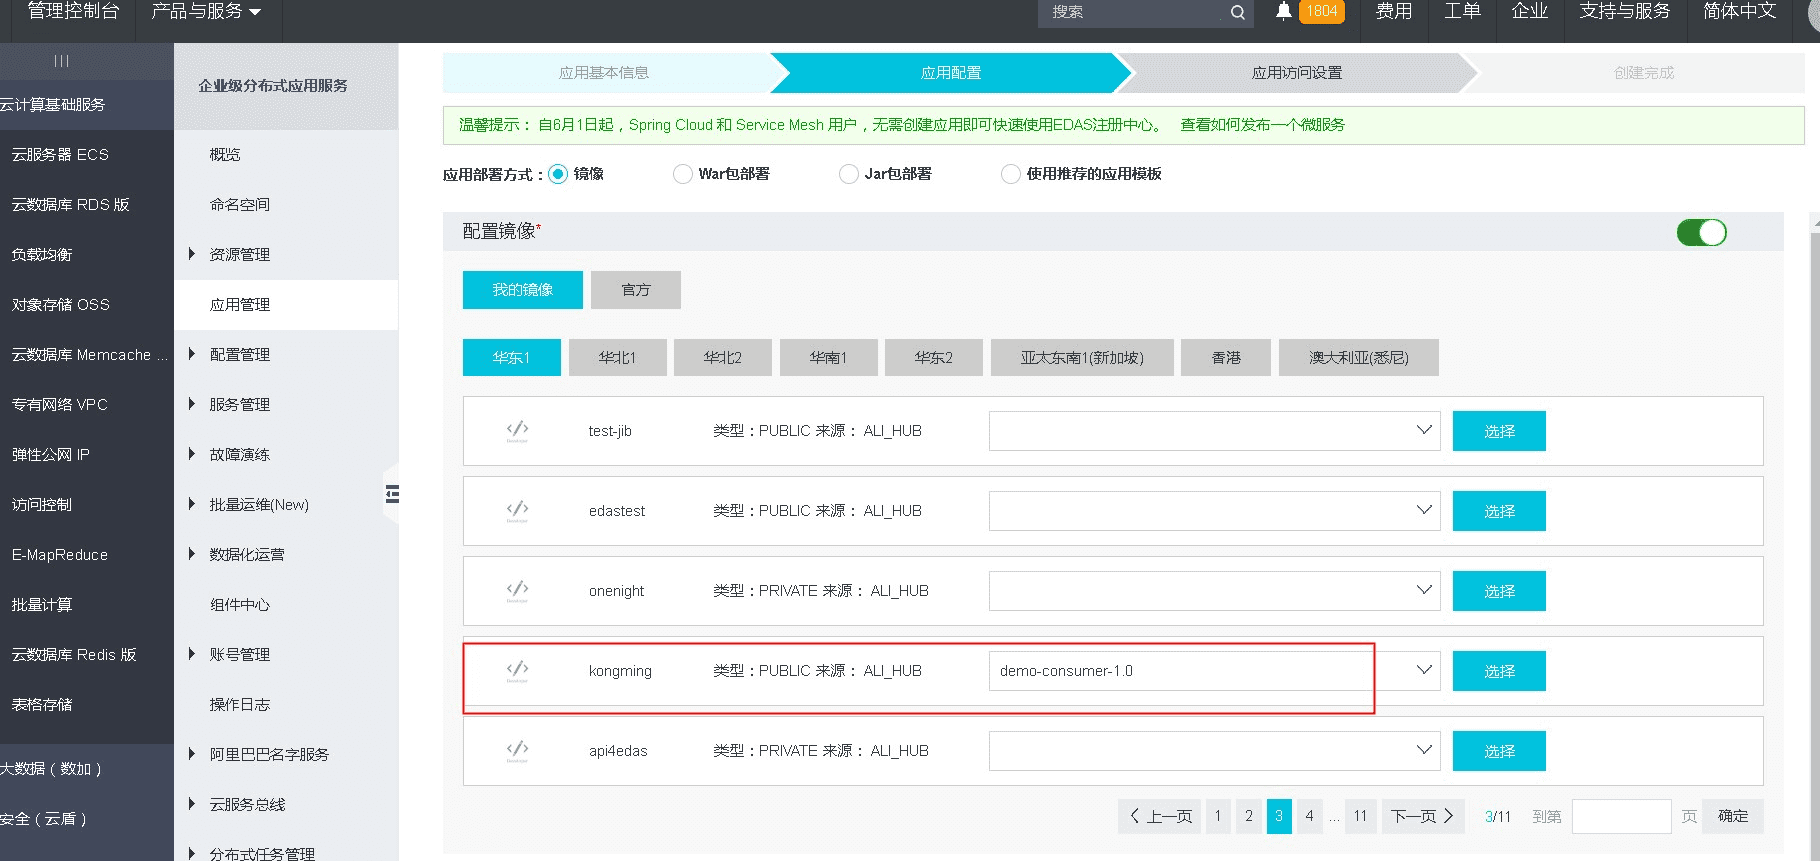 管理控制台
产品与服务
搜索
1804
费用
工单
企业
支持与服务
简体中文
云计算基础服务
云服务器 ECS
云数据库 RDS 版
负载均衡
对象存储 OSS
云数据库 Memcache ...
专有网络 VPC
弹性公网 IP
访问控制
E-MapReduce
批量计算
云数据库 Redis 版
表格存储
大数据（数加）
安全（云盾）
企业级分布式应用服务
概览
命名空间
资源管理
应用管理
配置管理
服务管理
故障演练
批量运维(New)
数据化运营
组件中心
账号管理
操作日志
阿里巴巴名字服务
云服务总线
分布式任务管理
应用基本信息
应用配置
应用访问设置
创建完成
温馨提示： 自6月1日起，Spring Cloud 和 Service Mesh 用户，无需创建应用即可快速使用EDAS注册中心。 查看如何发布一个微服务
应用部署方式： 镜像 War包部署 Jar包部署 使用推荐的应用模板
配置镜像*
我的镜像 官方
华东1 华北1 华北2 华南1 华东2 亚太东南1(新加坡) 香港 澳大利亚(悉尼)
test-jib 类型：PUBLIC 来源： ALI_HUB 选择
edastest 类型：PUBLIC 来源： ALI_HUB 选择
onenight 类型：PRIVATE 来源： ALI_HUB 选择
kongming 类型：PUBLIC 来源： ALI_HUB demo-consumer-1.0 选择
api4edas 类型：PRIVATE 来源： ALI_HUB 选择
上一页 1 2 3 4 ... 11 下一页 3/11 到第 页 确定